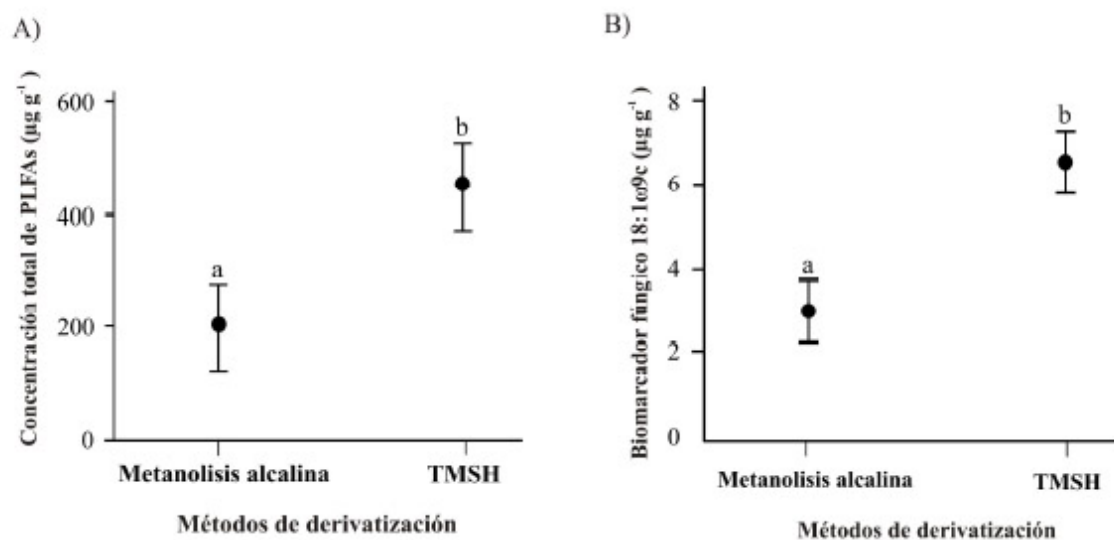 A)
Concentración total de PLFAs (µg g⁻¹)
600
400
200
0
a
b
Metanolisis alcalina
TMSH
Métodos de derivatización
B)
Biomarcador fúngico 18:1ω9c (µg g⁻¹)
8
6
4
2
0
a
b
Metanolisis alcalina
TMSH
Métodos de derivatización